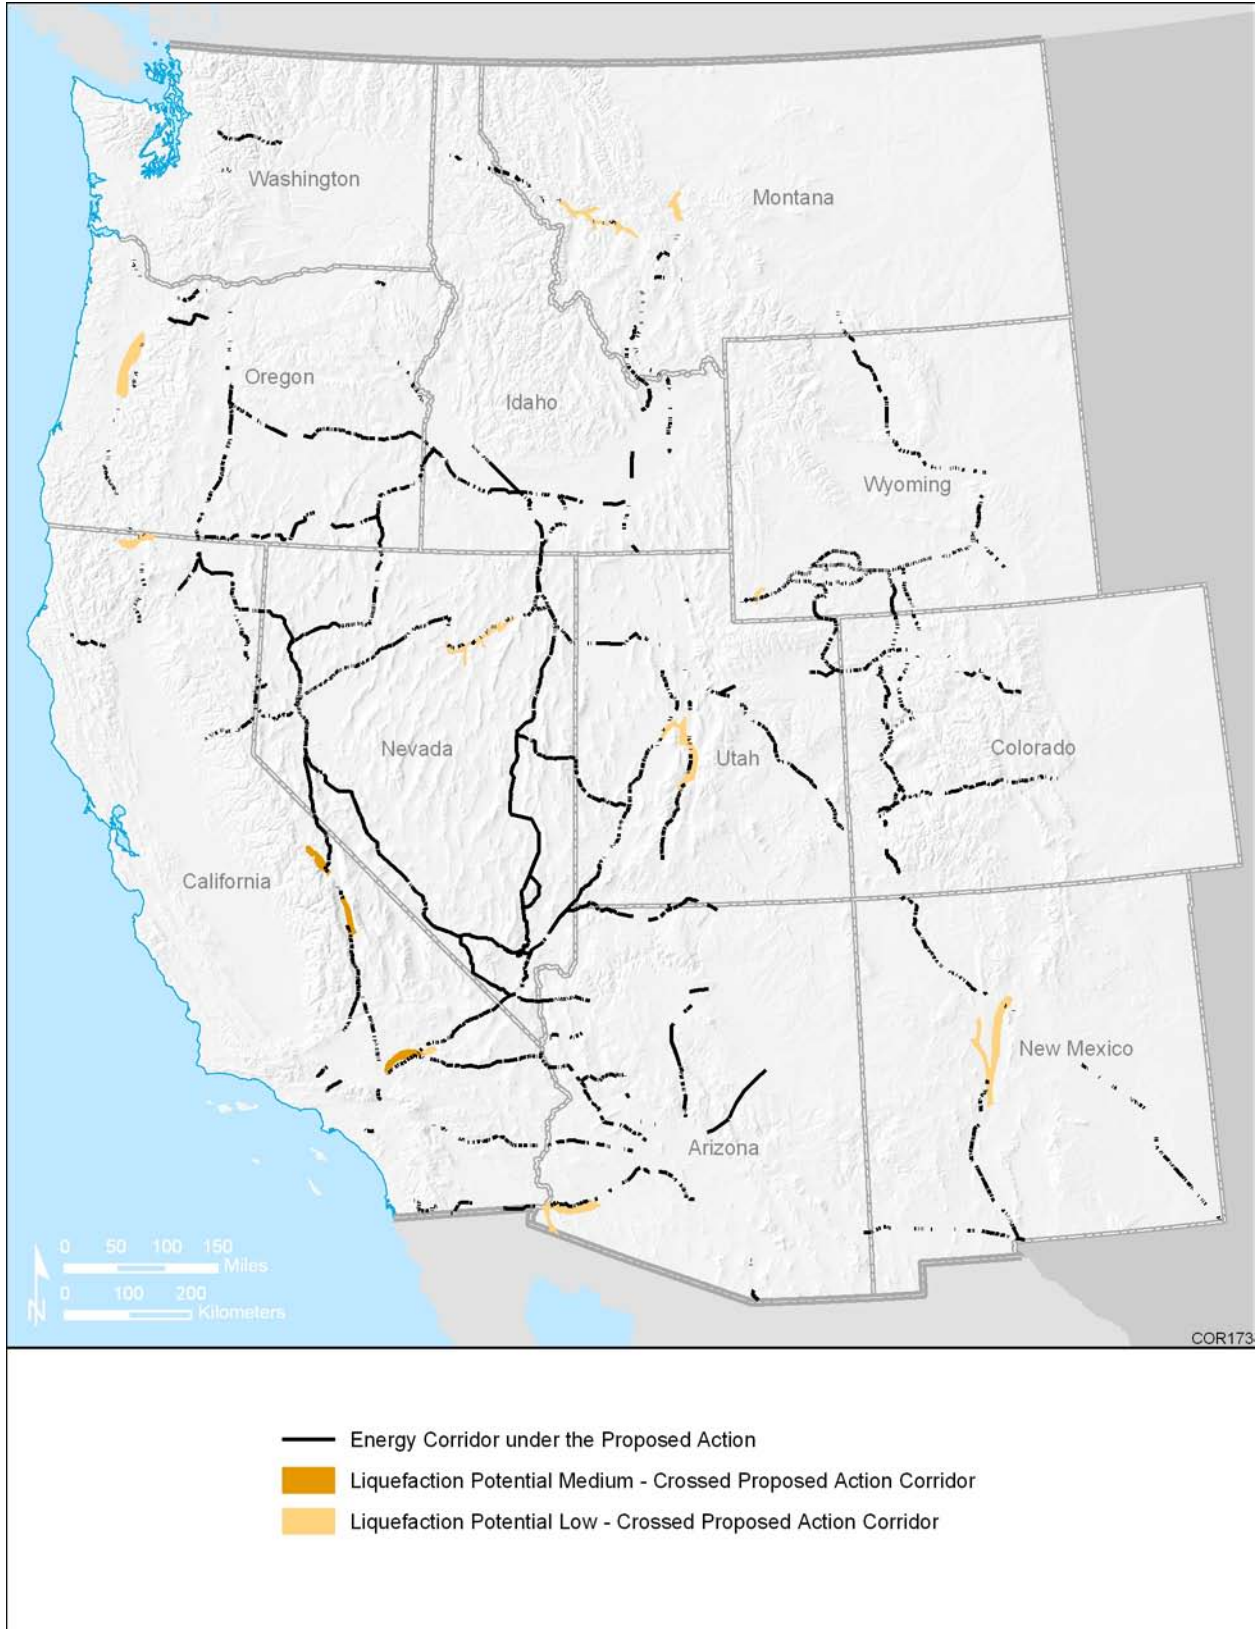 Washington
Montana
Oregon
Idaho
Wyoming
Nevada
Utah
Colorado
California
New Mexico
Arizona
0 50 100 150
Miles
0 100 200
Kilometers
N
COR173
Energy Corridor under the Proposed Action
Liquefaction Potential Medium - Crossed Proposed Action Corridor
Liquefaction Potential Low - Crossed Proposed Action Corridor